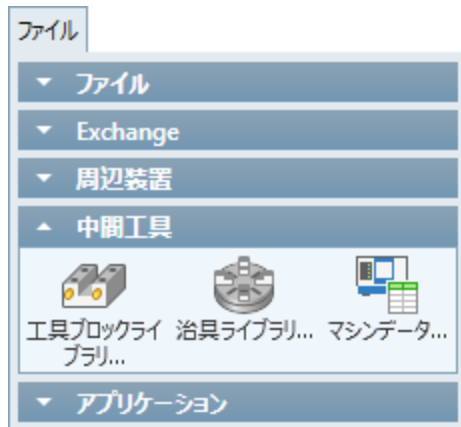 ファイル
ファイル
Exchange
周辺装置
中間工具
工具ブロックライ
ブラリ...
治具ライブラリ...
マシンデータ...
アプリケーション